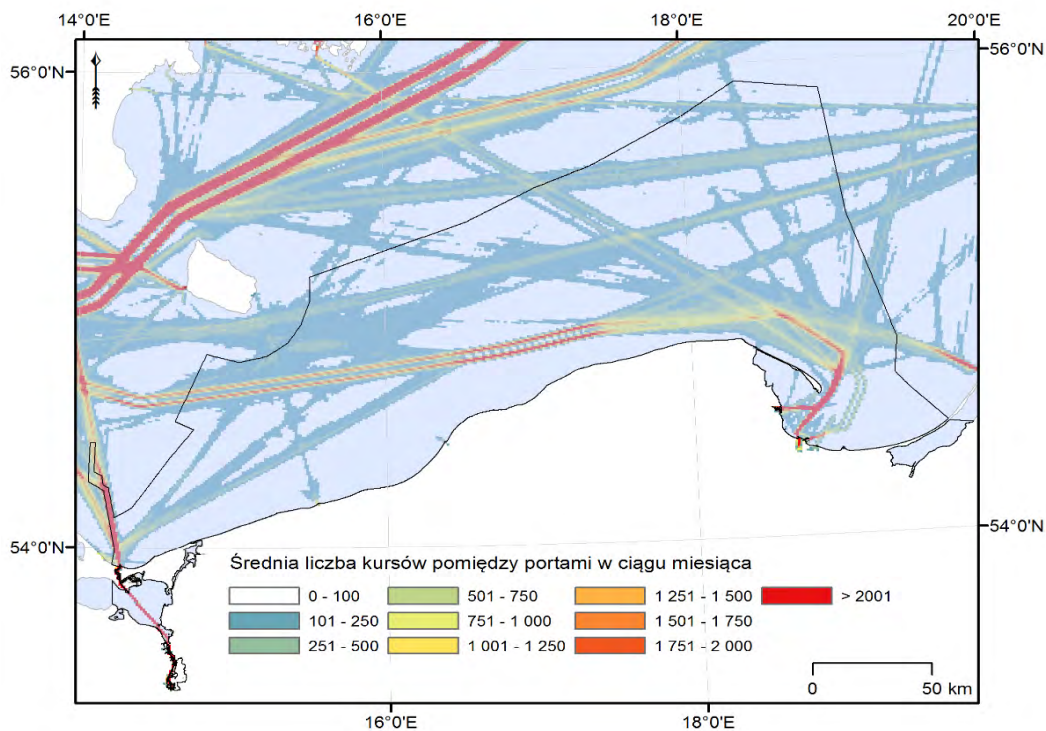 14°0'E 16°0'E 18°0'E 20°0'E
56°0'N 56°0'N
54°0'N 54°0'N
Średnia liczba kursów pomiędzy portami w ciągu miesiąca
0 - 100 501 - 750 1 251 - 1 500 > 2001
101 - 250 751 - 1 000 1 501 - 1 750
251 - 500 1 001 - 1 250 1 751 - 2 000
0 50 km
16°0'E 18°0'E